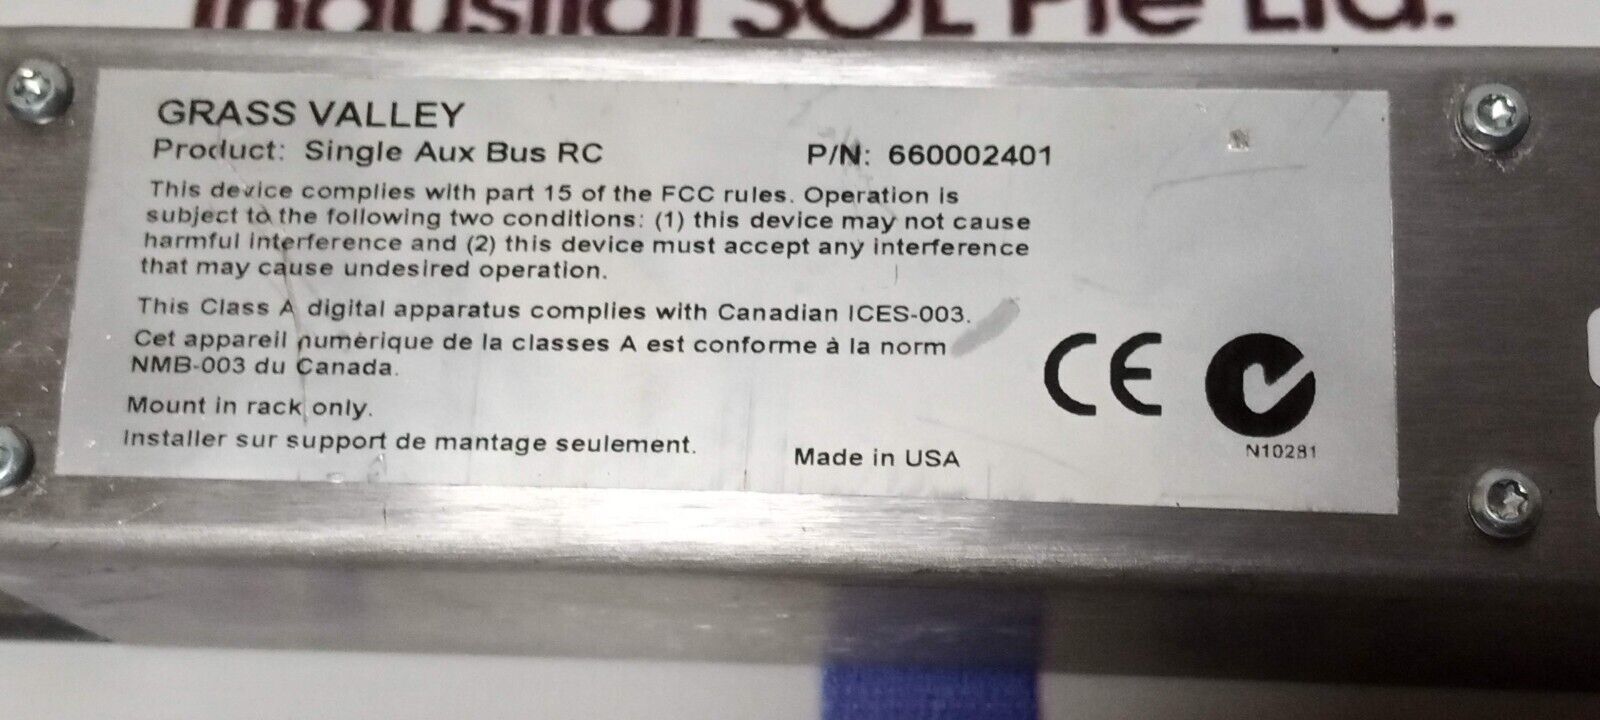 Industrial SOL Pte Ltd.
GRASS VALLEY
Product: Single Aux Bus RC P/N: 660002401
This device complies with part 15 of the FCC rules. Operation is
subject to the following two conditions: (1) this device may not cause
harmful interference and (2) this device must accept any interference
that may cause undesired operation.
This Class A digital apparatus complies with Canadian ICES-003.
Cet appareil numérique de la classes A est conforme à la norm
NMB-003 du Canada.
Mount in rack only.
Installer sur support de mantage seulement.
Made in USA
CE
N10281